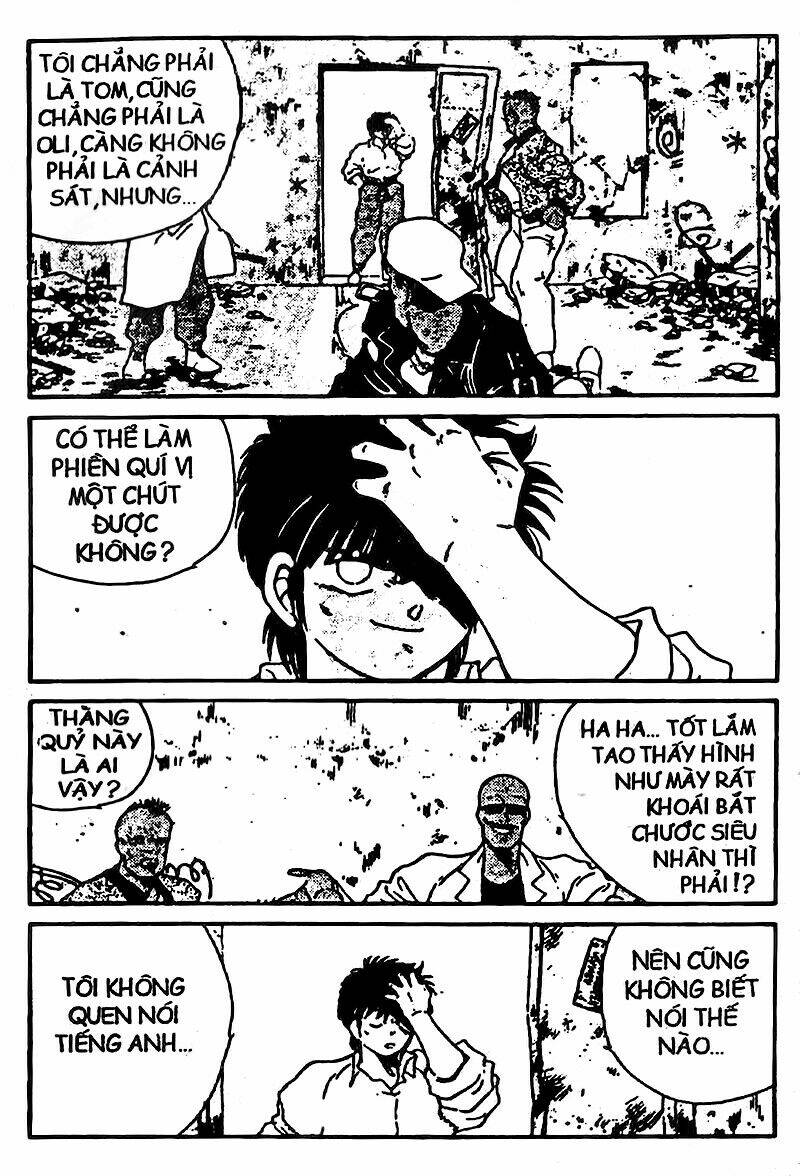 TÔI CHẲNG PHẢI
LÀ TOM,CŨNG
CHẲNG PHẢI LÀ
OLI,CÀNG KHÔNG
PHẢI LÀ CẢNH
SÁT,NHƯNG...
CÓ THỂ LÀM
PHIỀN QUÍ VỊ
MỘT CHÚT
ĐƯỢC
KHÔNG?
THÀNG
QUỶ NÀY
LÀ AI
VẬY?
HA HA... TỐT LẮM
TAO THẤY HÌNH
NHƯ MÀY RẤT
KHOÁI BẮT
CHƯỚC SIÊU
NHÂN THÌ
PHẢI!?
TÔI KHÔNG
QUEN NÓI
TIẾNG ANH...
NÊN CŨNG
KHÔNG BIẾT
NÓI THẾ
NÀO...